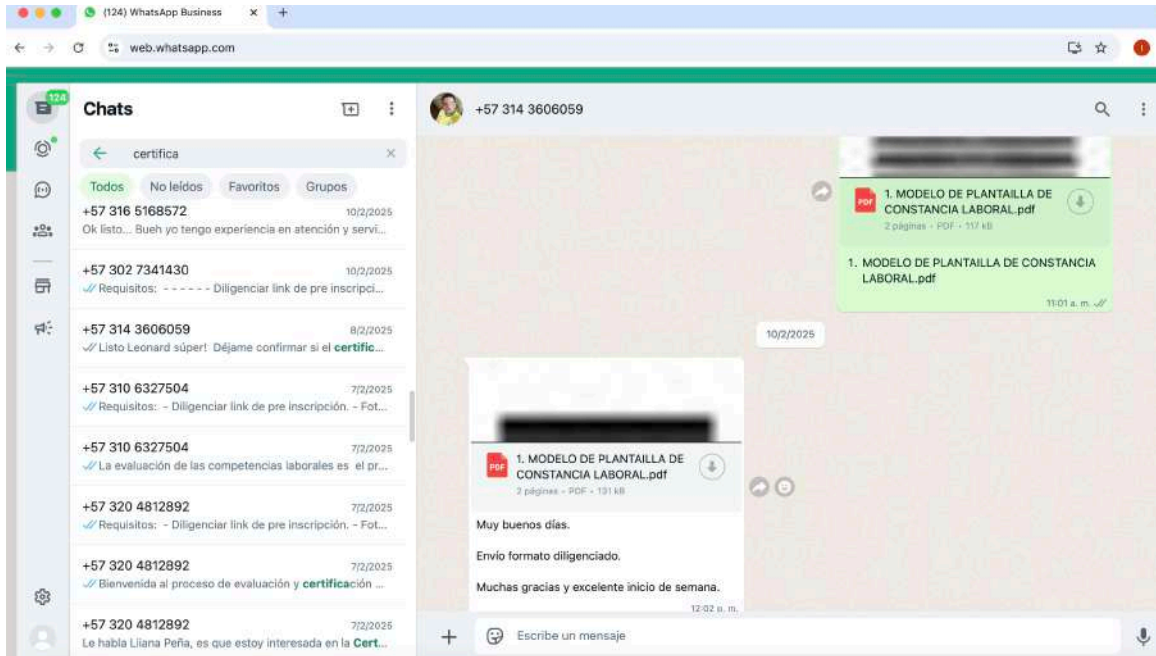 (124) WhatsApp Business
web.whatsapp.com
124
Chats
certifica
Todos
No leídos
Favoritos
Grupos
+57 316 5168572
10/2/2025
Ok listo... Bueh yo tengo experiencia en atención y servi...
+57 302 7341430
10/2/2025
Requisitos: - - - - - - Diligenciar link de pre inscripci...
+57 314 3606059
8/2/2025
Listo Leonard súper! Déjame confirmar si el certific...
+57 310 6327504
7/2/2025
Requisitos: - Diligenciar link de pre inscripción. - Fot...
+57 310 6327504
7/2/2025
La evaluación de las competencias laborales es el pr...
+57 320 4812892
7/2/2025
Requisitos: - Diligenciar link de pre inscripción. - Fot...
+57 320 4812892
7/2/2025
Bienvenida al proceso de evaluación y certificación ...
+57 320 4812892
7/2/2025
Le habla Liiana Peña, es que estoy interesada en la Cert...
+57 314 3606059
PDF
1. MODELO DE PLANTAILLA DE
CONSTANCIA LABORAL.pdf
2 páginas • PDF • 117 kB
1. MODELO DE PLANTAILLA DE CONSTANCIA
LABORAL.pdf
11:01 a. m.
10/2/2025
PDF
1. MODELO DE PLANTAILLA DE
CONSTANCIA LABORAL.pdf
2 páginas • PDF • 131 kB
Muy buenos días.
Envío formato diligenciado.
Muchas gracias y excelente inicio de semana.
12:02 p. m.
Escribe un mensaje